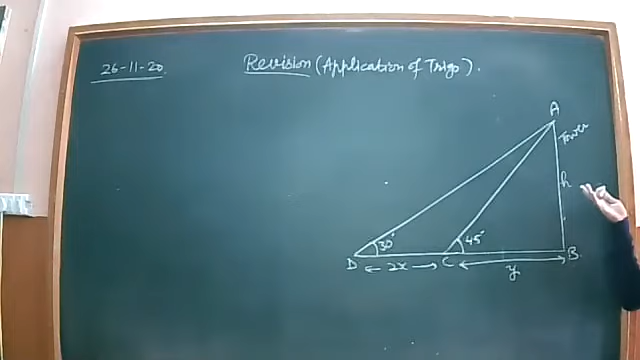 26-11-20
Revision (Application of Trigo).
A
Tower
h
30°
45°
D
2x
C
y
B